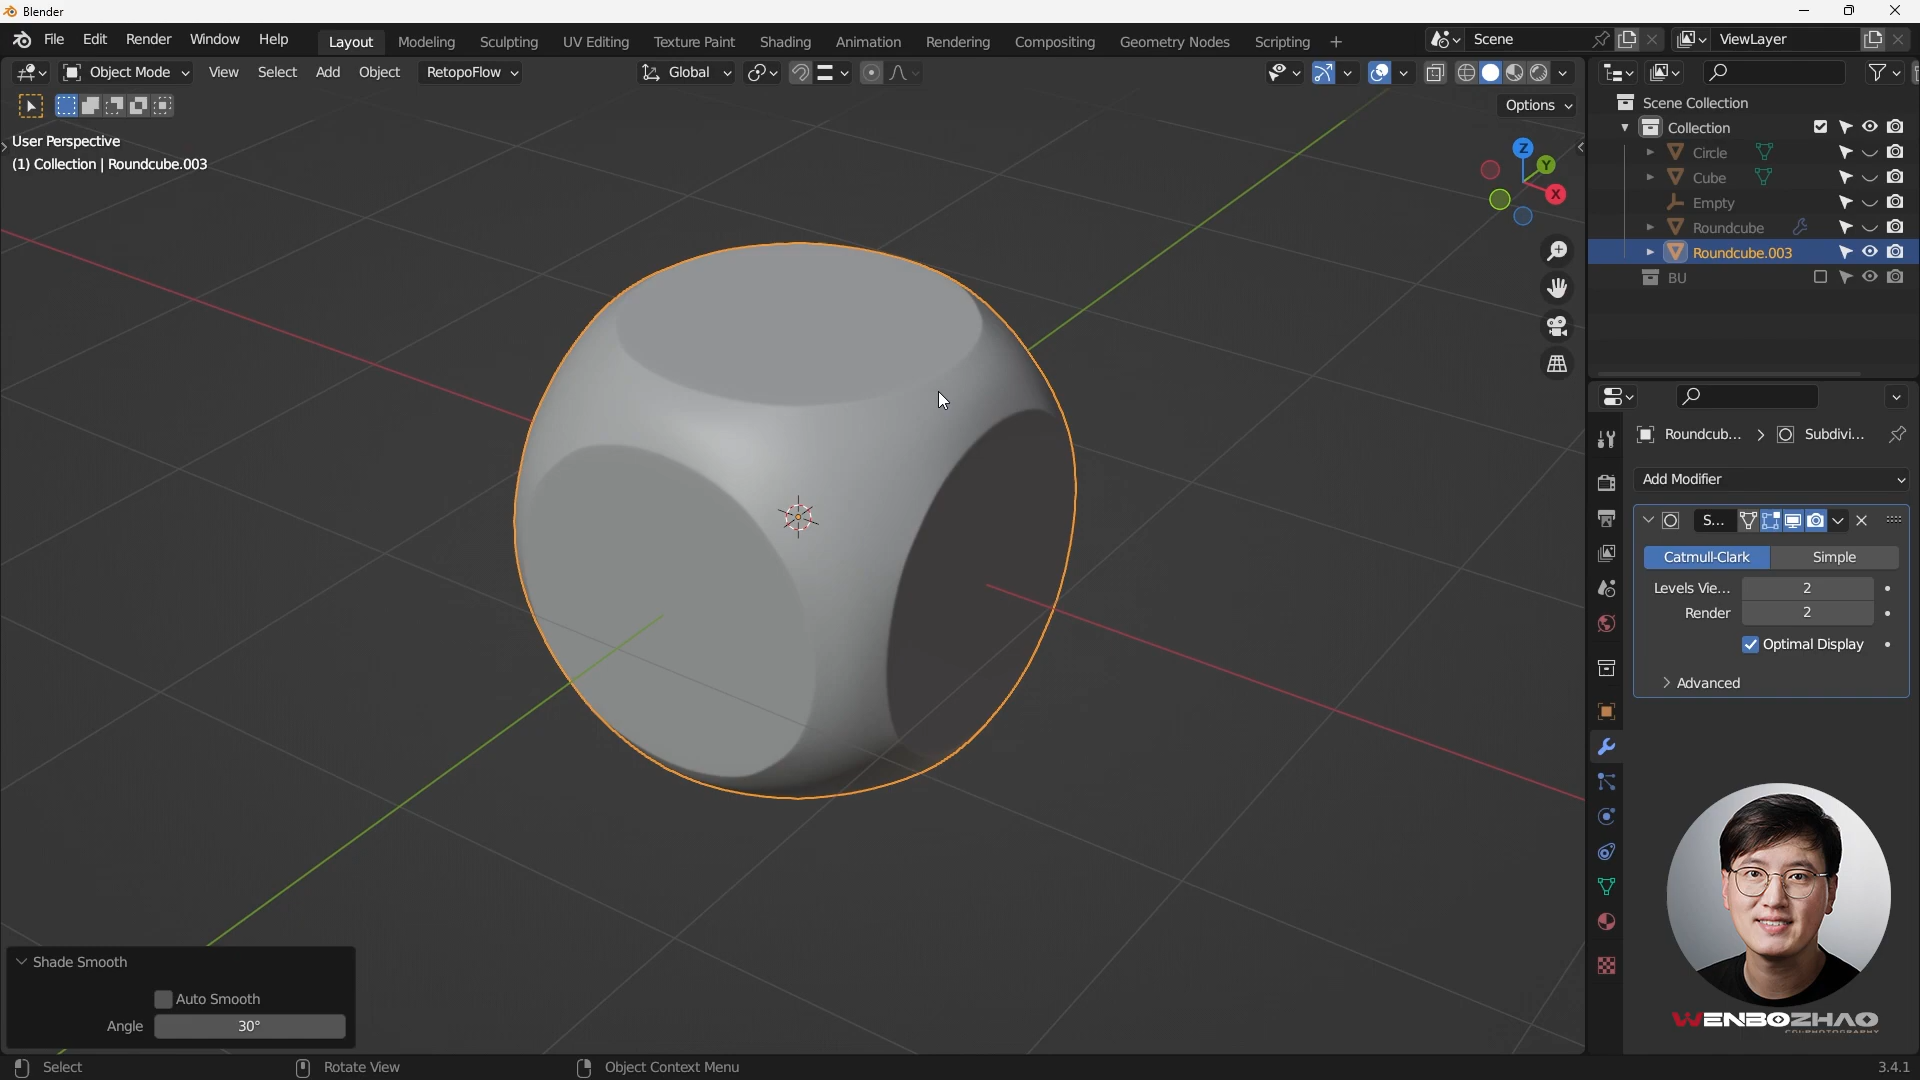 Blender
File Edit Render Window Help Layout Modeling Sculpting UV Editing Texture Paint Shading Animation Rendering Compositing Geometry Nodes Scripting + Scene ViewLayer
Object Mode View Select Add Object RetopoFlow Global
Options
User Perspective
(1) Collection | Roundcube.003
Z
Y
X
Scene Collection
Collection
Circle
Cube
Empty
Roundcube
Roundcube.003
BU
Roundcub... Subdivi...
Add Modifier
S...
Catmull-Clark Simple
Levels Vie... 2
Render 2
Optimal Display
Advanced
Shade Smooth
Auto Smooth
Angle 30°
WENBOZHAO
Select Rotate View Object Context Menu 3.4.1